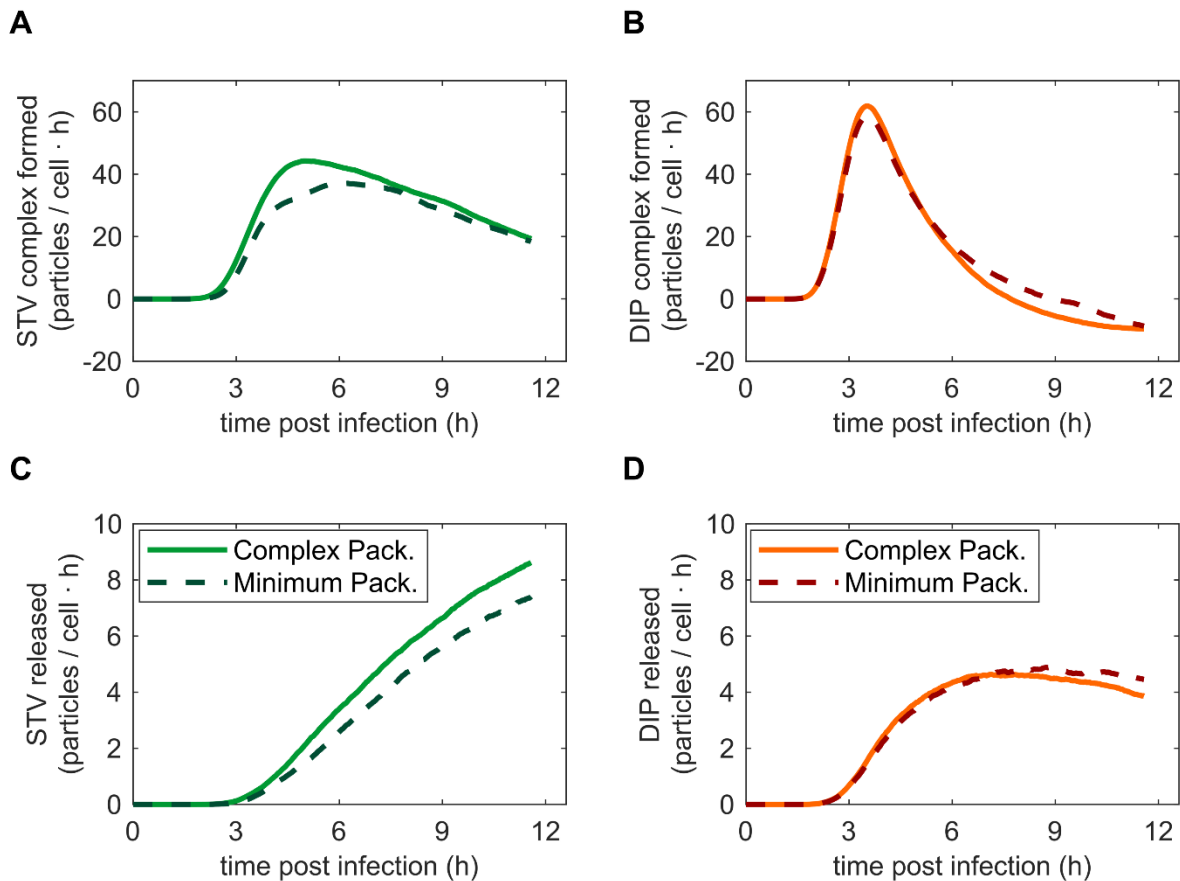 A
STV complex formed
(particles / cell · h)
60
40
20
0
-20
0
3
6
9
12
time post infection (h)
B
DIP complex formed
(particles / cell · h)
60
40
20
0
-20
0
3
6
9
12
time post infection (h)
C
STV released
(particles / cell · h)
10
8
6
4
2
0
Complex Pack.
Minimum Pack.
0
3
6
9
12
time post infection (h)
D
DIP released
(particles / cell · h)
10
8
6
4
2
0
Complex Pack.
Minimum Pack.
0
3
6
9
12
time post infection (h)